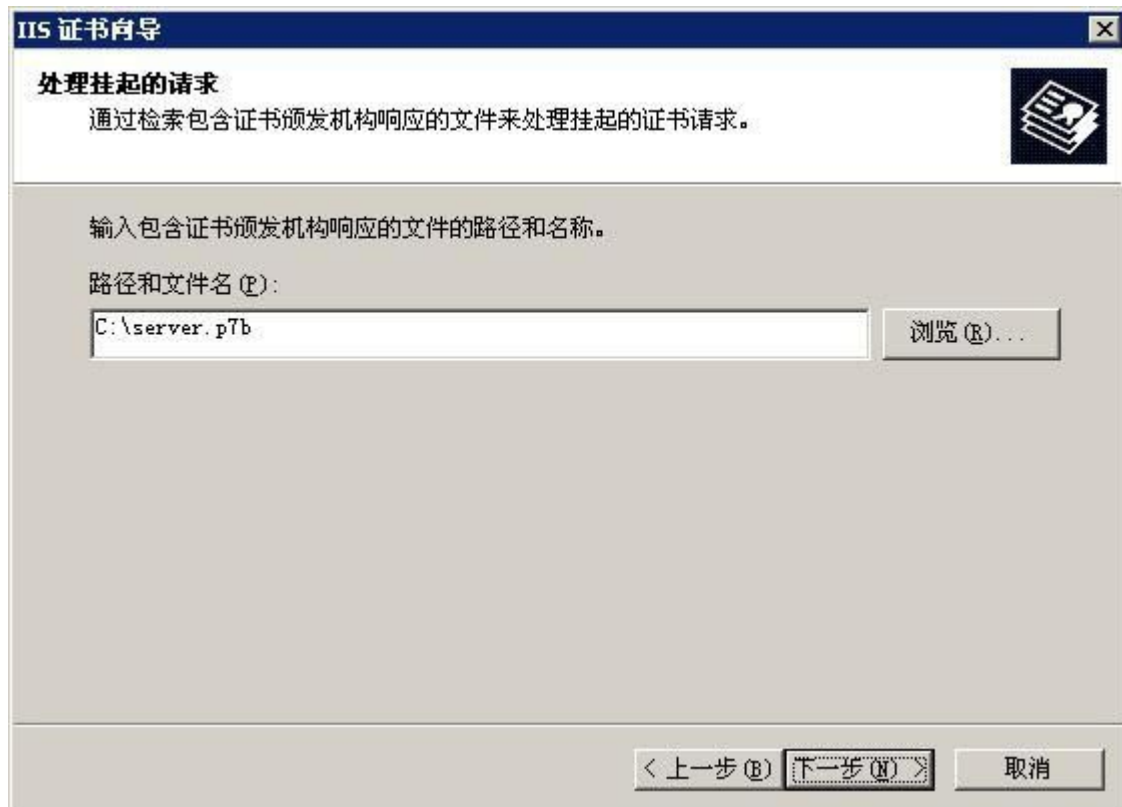 IIS 证书向导
处理挂起的请求
通过检索包含证书颁发机构响应的文件来处理挂起的证书请求。
输入包含证书颁发机构响应的文件的路径和名称。
路径和文件名(P):
C:\server.p7b
浏览(R)...
< 上一步(B)
下一步(N) >
取消